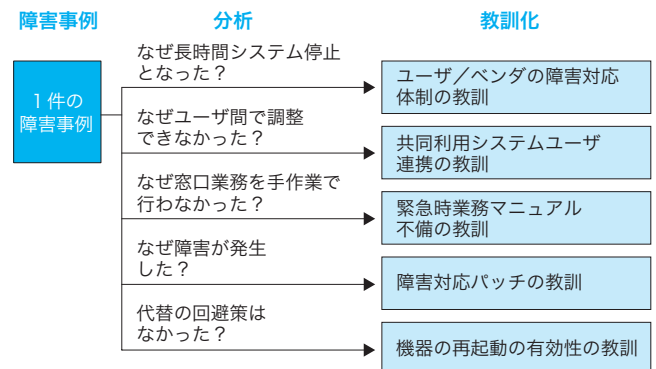 障害事例
分析
教訓化
1 件の
障害事例
なぜ長時間システム停止
となった？
ユーザ／ベンダの障害対応
体制の教訓
なぜユーザ間で調整
できなかった？
共同利用システムユーザ
連携の教訓
なぜ窓口業務を手作業で
行わなかった？
緊急時業務マニュアル
不備の教訓
なぜ障害が発生
した？
障害対応パッチの教訓
代替の回避策は
なかった？
機器の再起動の有効性の教訓